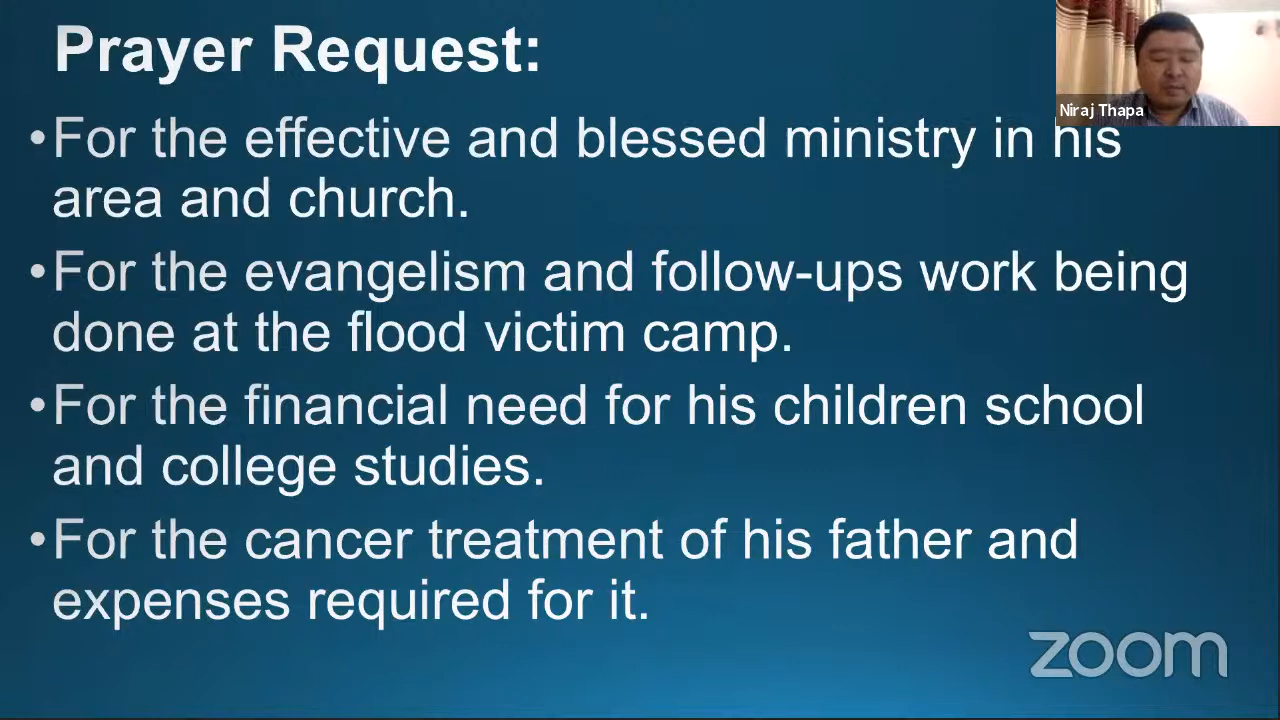 Prayer Request:
Niraj Thapa
•For the effective and blessed ministry in his
area and church.
•For the evangelism and follow-ups work being
done at the flood victim camp.
•For the financial need for his children school
and college studies.
•For the cancer treatment of his father and
expenses required for it.
zoom